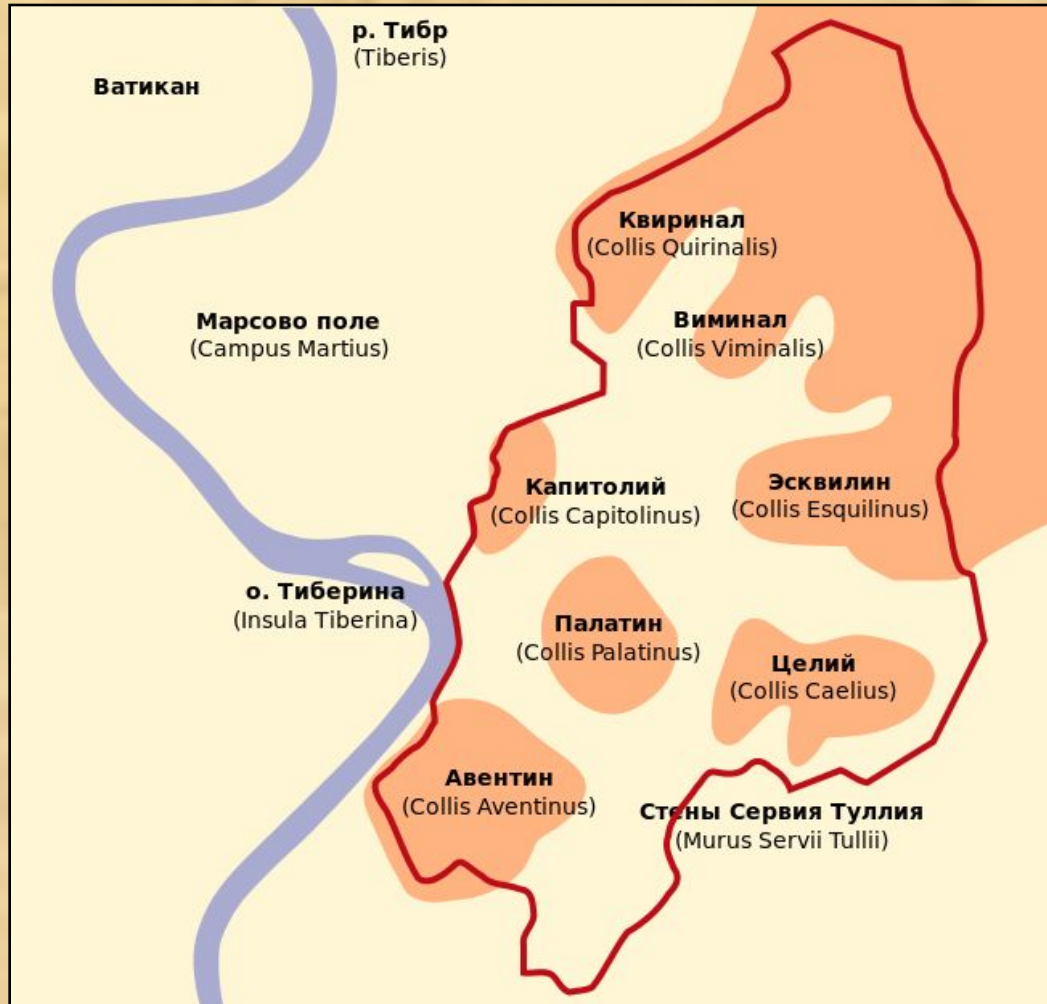 р. Тибр
(Tiberis)
Ватикан
Квиринал
(Collis Quirinalis)
Марсово поле
(Campus Martius)
Виминал
(Collis Viminalis)
Капитолий
(Collis Capitolinus)
Эсквилин
(Collis Esquilinus)
о. Тиберина
(Insula Tiberina)
Палатин
(Collis Palatinus)
Целий
(Collis Caelius)
Авентин
(Collis Aventinus)
Стены Сервия Туллия
(Murus Servii Tullii)